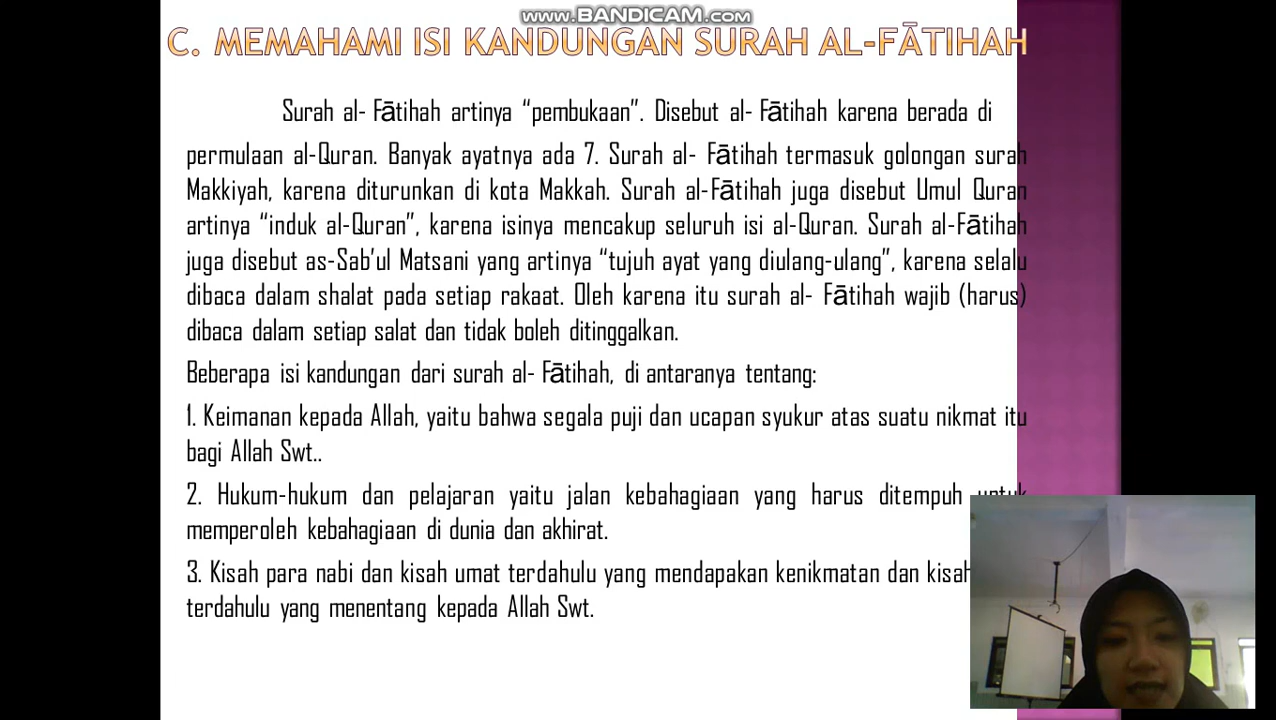 www.BANDICAM.com
C. MEMAHAMI ISI KANDUNGAN SURAH AL-FĀTIHAH
Surah al- Fātihah artinya “pembukaan”. Disebut al- Fātihah karena berada di
permulaan al-Quran. Banyak ayatnya ada 7. Surah al- Fātihah termasuk golongan surah
Makkiyah, karena diturunkan di kota Makkah. Surah al-Fātihah juga disebut Umul Quran
artinya “induk al-Quran”, karena isinya mencakup seluruh isi al-Quran. Surah al-Fātihah
juga disebut as-Sab’ul Matsani yang artinya “tujuh ayat yang diulang-ulang”, karena selalu
dibaca dalam shalat pada setiap rakaat. Oleh karena itu surah al- Fātihah wajib (harus)
dibaca dalam setiap salat dan tidak boleh ditinggalkan.
Beberapa isi kandungan dari surah al- Fātihah, di antaranya tentang:
1. Keimanan kepada Allah, yaitu bahwa segala puji dan ucapan syukur atas suatu nikmat itu
bagi Allah Swt..
2. Hukum-hukum dan pelajaran yaitu jalan kebahagiaan yang harus ditempuh untuk
memperoleh kebahagiaan di dunia dan akhirat.
3. Kisah para nabi dan kisah umat terdahulu yang mendapakan kenikmatan dan kisah
terdahulu yang menentang kepada Allah Swt.